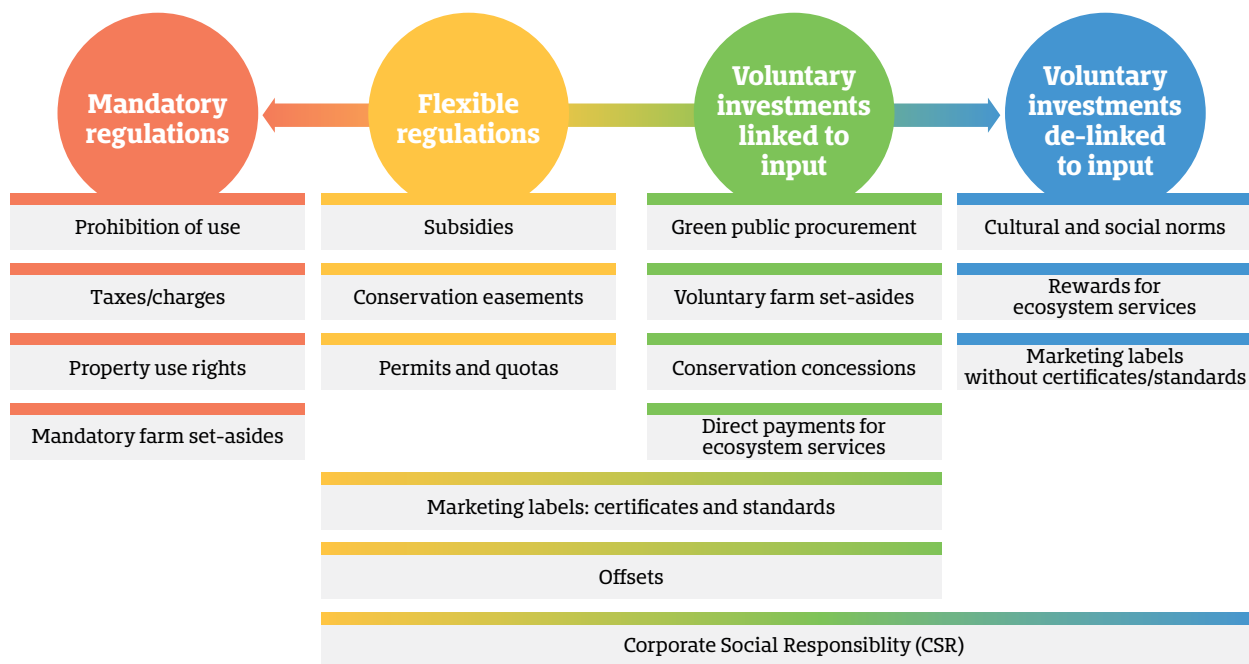 Mandatory
regulations
Flexible
regulations
Voluntary
investments
linked to
input
Voluntary
investments
de-linked
to input
Prohibition of use
Subsidies
Green public procurement
Cultural and social norms
Taxes/charges
Conservation easements
Voluntary farm set-asides
Rewards for
ecosystem services
Property use rights
Permits and quotas
Conservation concessions
Marketing labels
without certificates/standards
Mandatory farm set-asides
Direct payments for
ecosystem services
Marketing labels: certificates and standards
Offsets
Corporate Social Responsiblity (CSR)